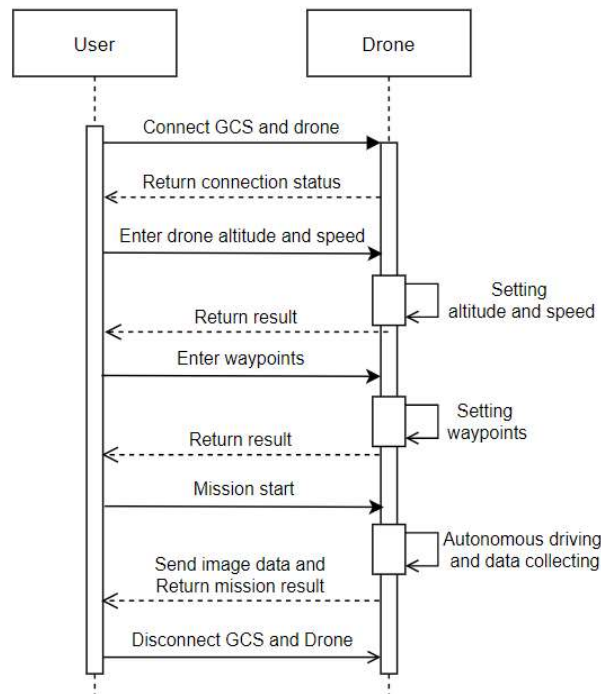 User
Drone
Connect GCS and drone
Return connection status
Enter drone altitude and speed
Setting
altitude and speed
Return result
Enter waypoints
Setting
waypoints
Return result
Mission start
Autonomous driving
and data collecting
Send image data and
Return mission result
Disconnect GCS and Drone